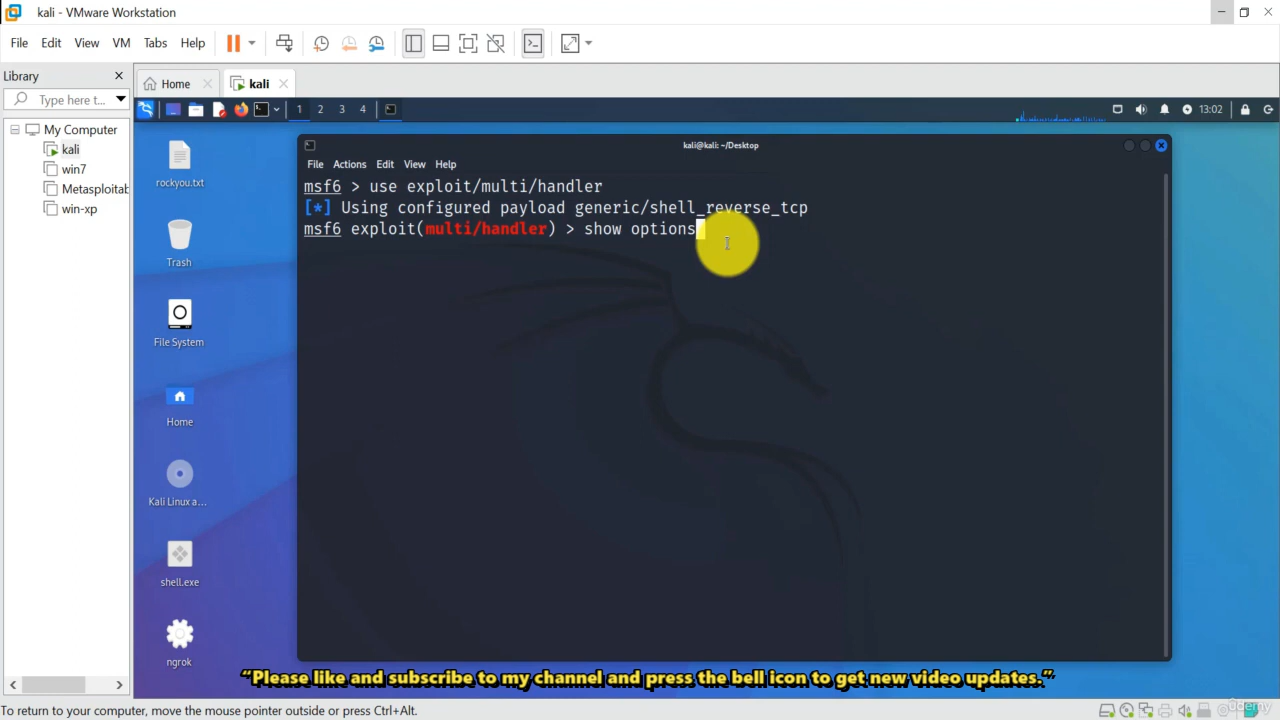 kali - VMware Workstation
File Edit View VM Tabs Help
Library
Home
kali
Type here t...
My Computer
kali
win7
Metasploitab
win-xp
1 2 3 4
13:02
rockyou.txt
Trash
File System
Home
Kali Linux a...
shell.exe
ngrok
kali@kali: ~/Desktop
File Actions Edit View Help
msf6 > use exploit/multi/handler
[*] Using configured payload generic/shell_reverse_tcp
msf6 exploit(multi/handler) > show options
“Please like and subscribe to my channel and press the bell icon to get new video updates.”
To return to your computer, move the mouse pointer outside or press Ctrl+Alt.
Udemy